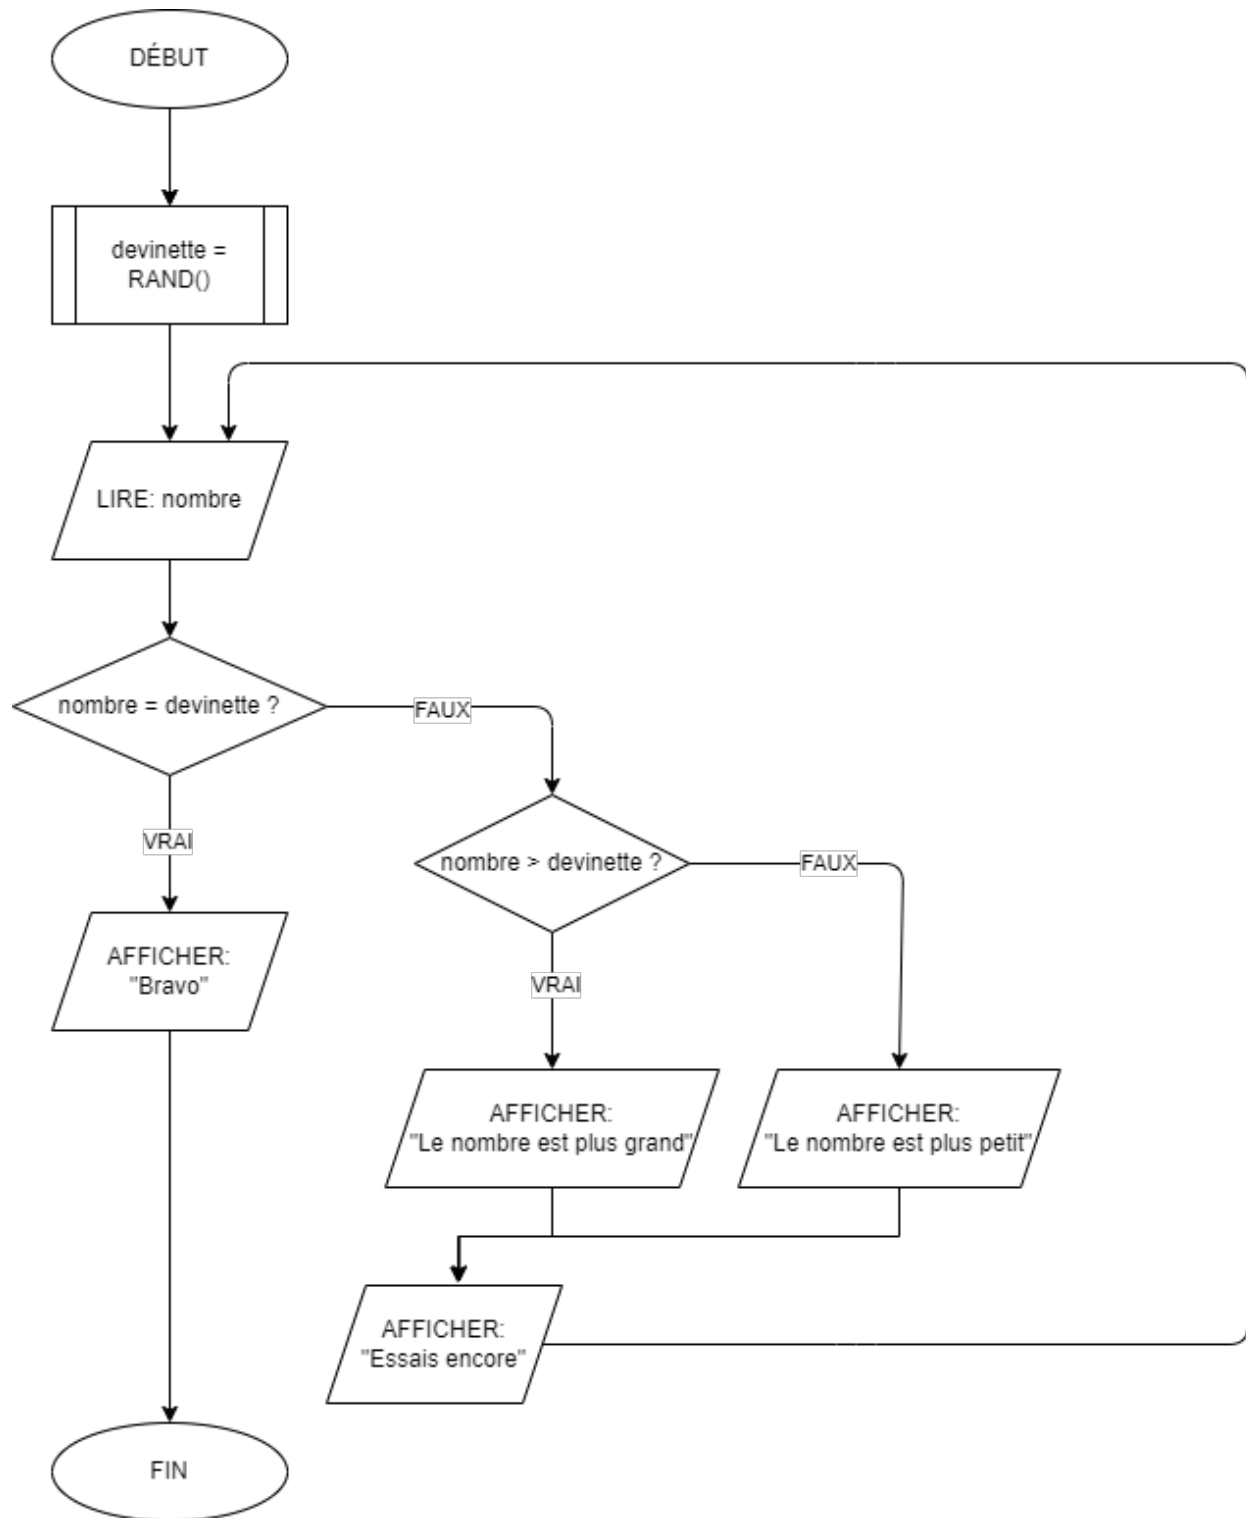 DÉBUT
devinette =
RAND()
LIRE: nombre
nombre = devinette ?
FAUX
VRAI
nombre > devinette ?
FAUX
VRAI
AFFICHER:
"Bravo"
AFFICHER:
"Le nombre est plus grand"
AFFICHER:
"Le nombre est plus petit"
AFFICHER:
"Essais encore"
FIN